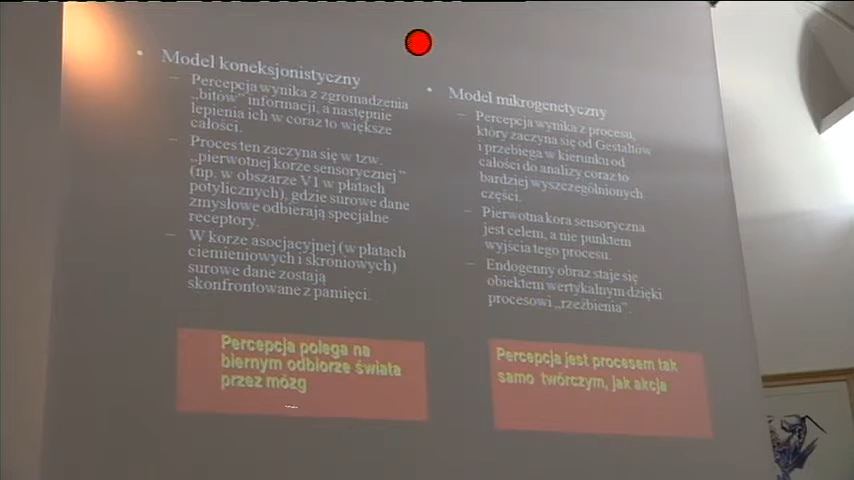 Model koneksjonistyczny
– Percepcja wynika z zgromadzenia
„bitów” informacji, a następnie
lepienia ich w coraz to większe
całości.
– Proces ten zaczyna się w tzw.
„pierwotnej korze sensorycznej”
(np. w obszarze V1 w płatach
potylicznych), gdzie surowe dane
zmysłowe odbierają specjalne
receptory.
– W korze asocjacyjnej (w płatach
ciemieniowych i skroniowych)
surowe dane zostają
skonfrontowane z pamięci.
Percepcja polega na
biernym odbiorze świata
przez mózg
Model mikrogenetyczny
– Percepcja wynika z procesu,
który zaczyna się od Gestaltów
i przebiega w kierunku od
całości do analizy coraz to
bardziej wyszczególnionych
części.
– Pierwotna kora sensoryczna
jest celem, a nie punktem
wyjścia tego procesu.
– Endogenny obraz staje się
obiektem wertykalnym dzięki
procesowi „rzeźbienia”.
Percepcja jest procesem tak
samo twórczym, jak akcja